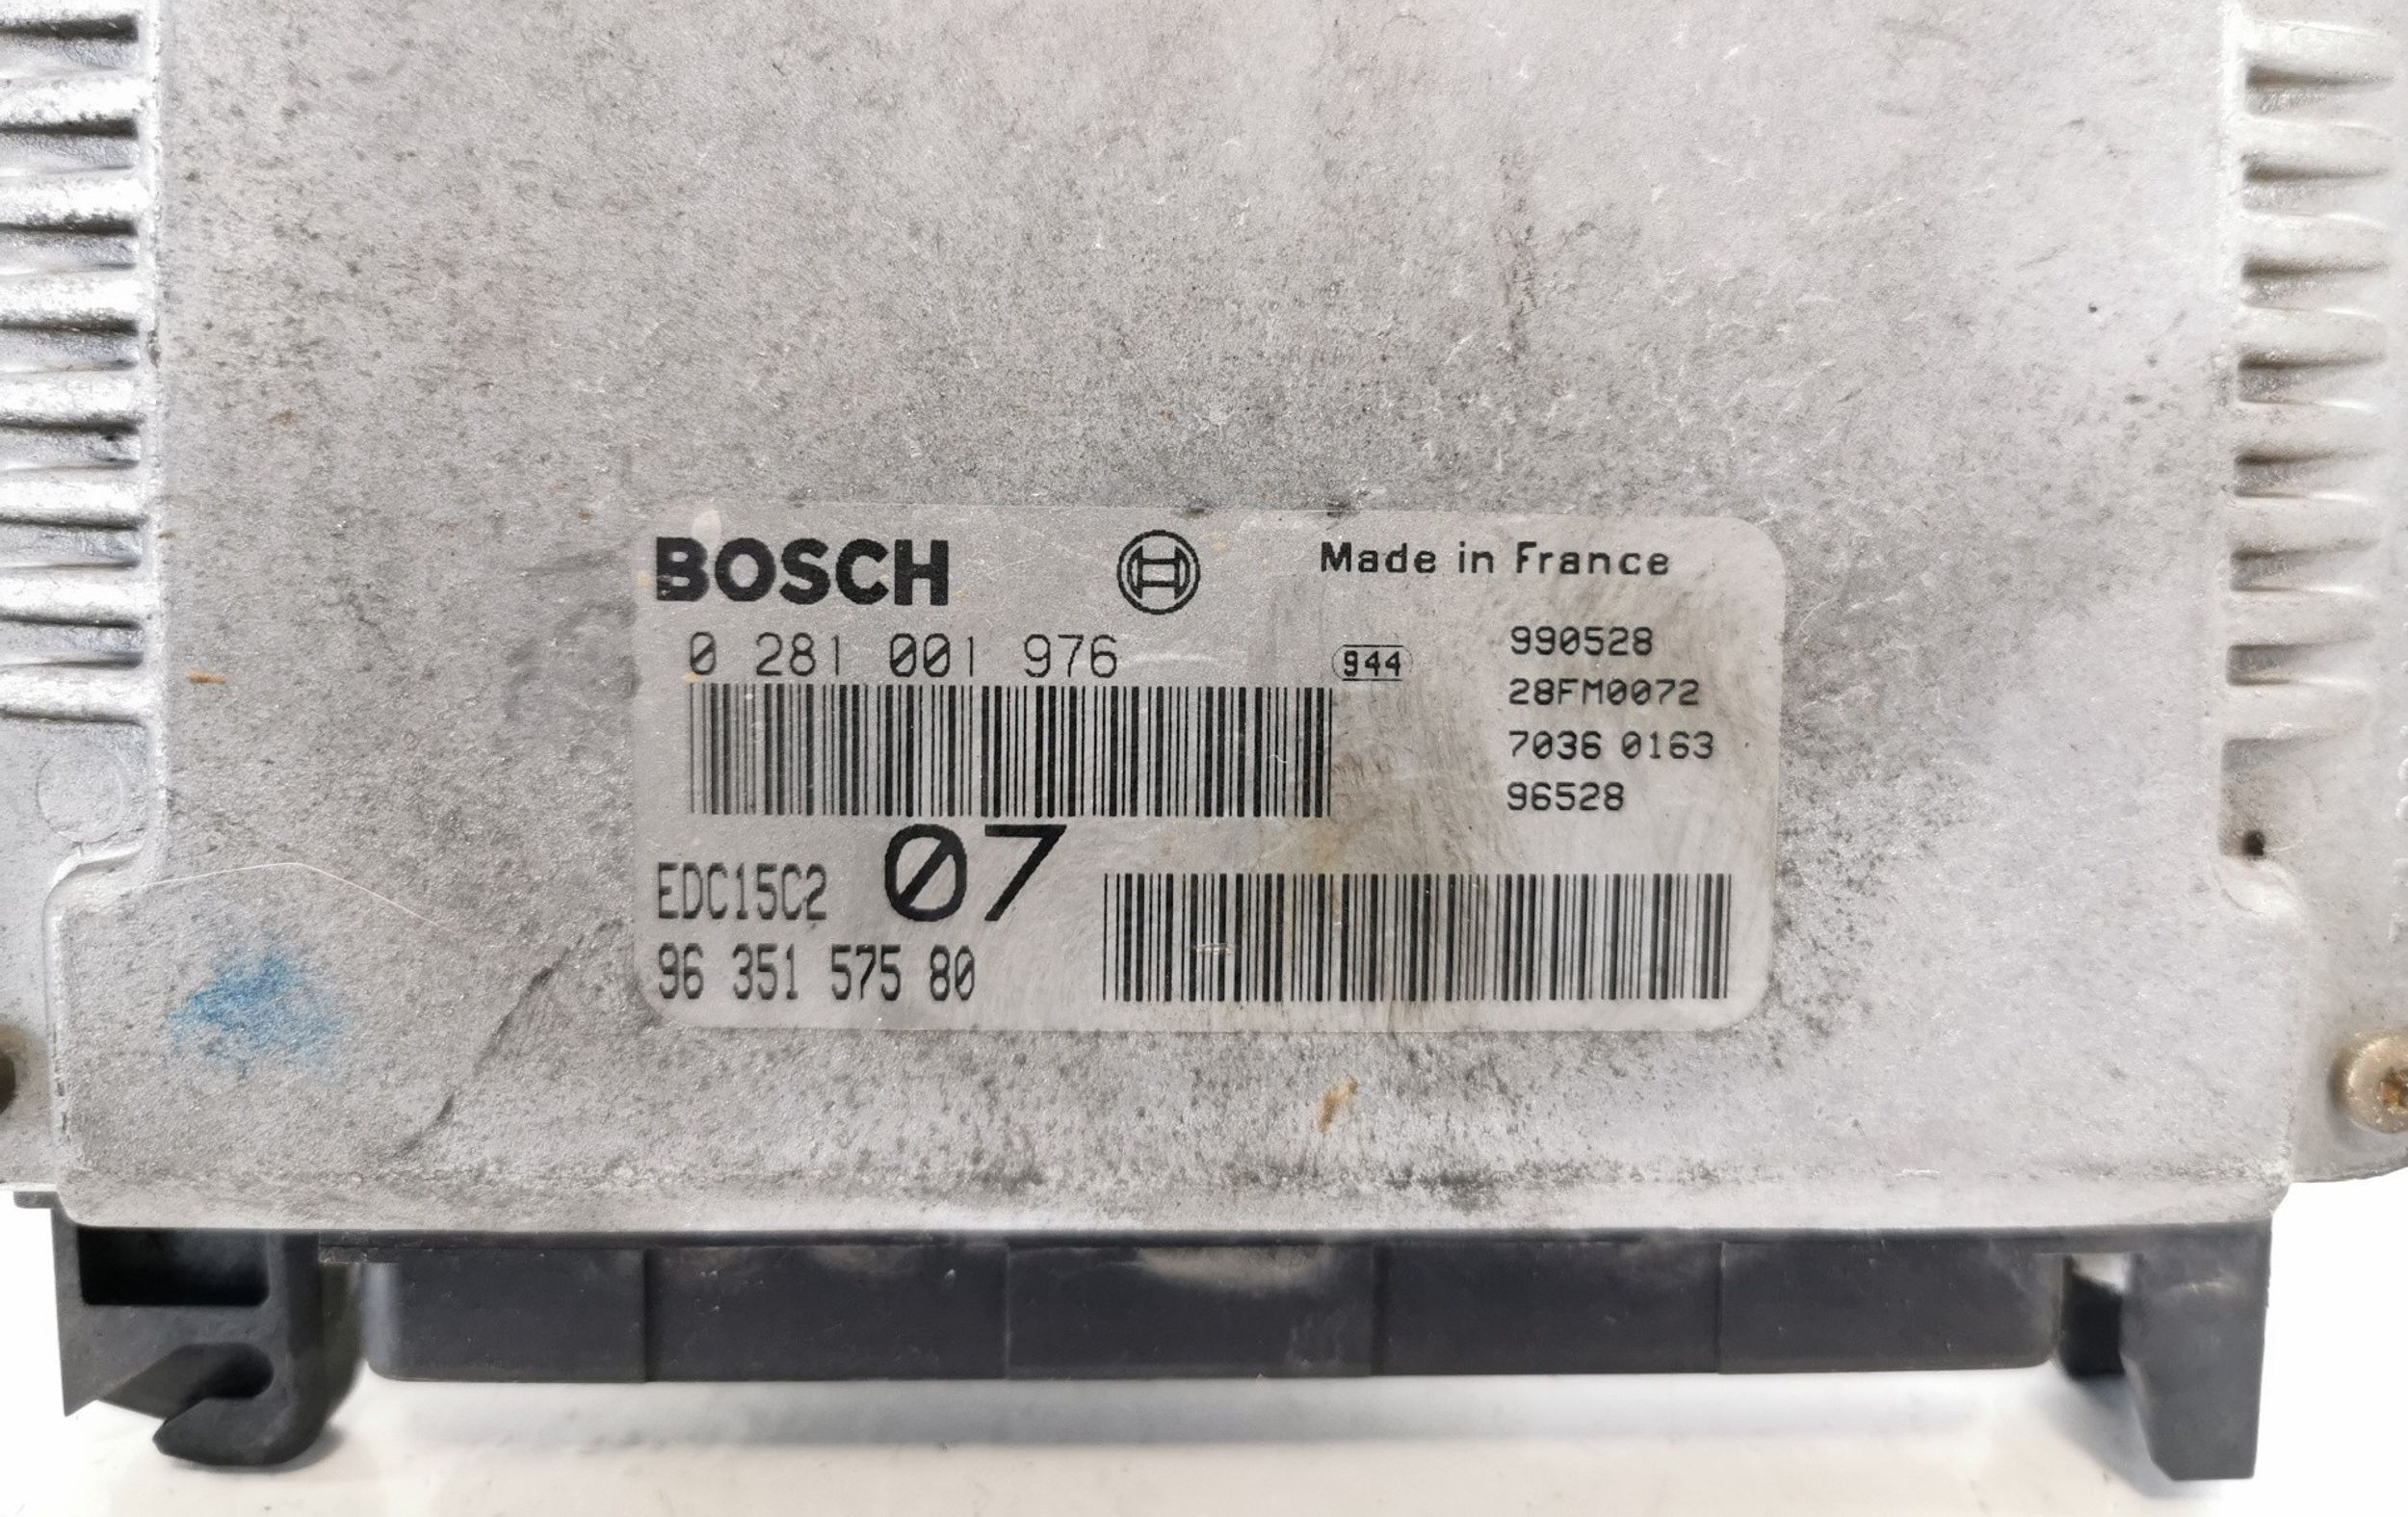 BOSCH Made in France
0 281 001 976 944 990528
28FM0072
7036 0163
96528
EDC15C2 07
96 351 575 80